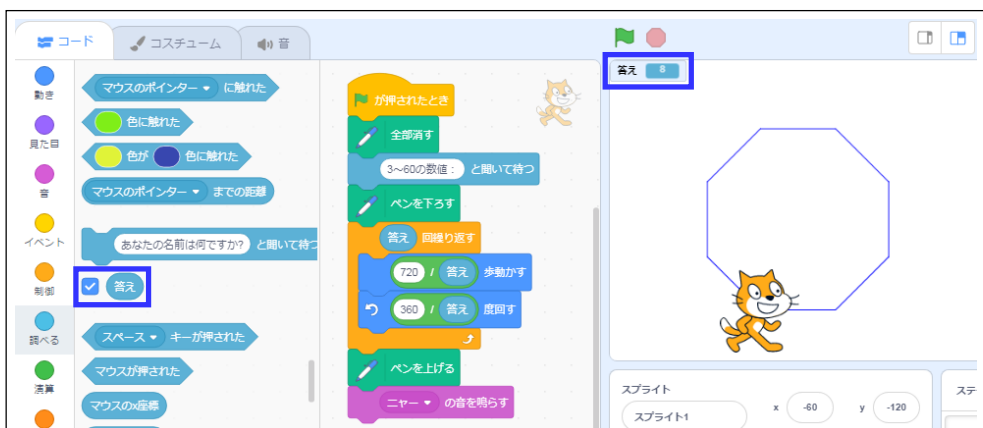 コード
コスチューム
音
動き
見た目
音
イベント
制御
調べる
演算
マウスのポインター に触れた
色に触れた
色が 色に触れた
マウスのポインター までの距離
あなたの名前は何ですか? と聞いて待つ
答え
スペース キーが押された
マウスが押された
マウスのx座標
が押されたとき
全部消す
3~60の数値: と聞いて待つ
ペンを下ろす
答え 回繰り返す
720 / 答え 歩動かす
360 / 答え 度回す
ペンを上げる
ニャー の音を鳴らす
答え 8
スプライト
スプライト1
x -60 y -120
ステ